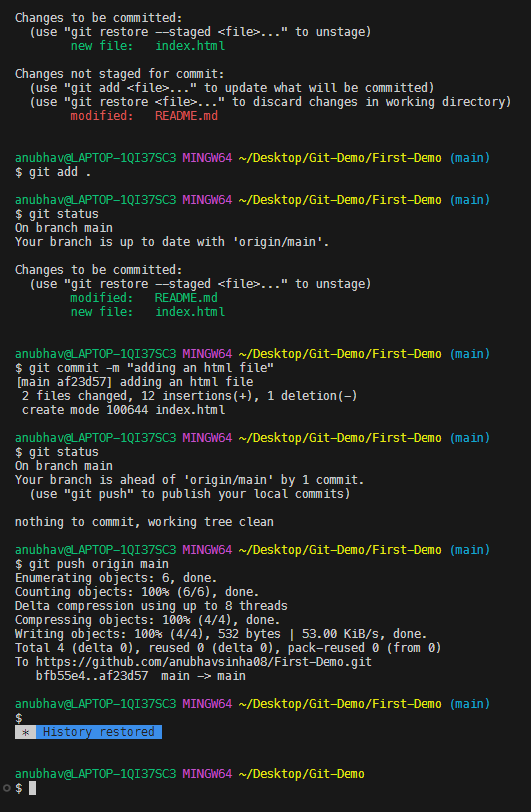 Changes to be committed:
  (use "git restore --staged <file>..." to unstage)
        new file:   index.html

Changes not staged for commit:
  (use "git add <file>..." to update what will be committed)
  (use "git restore <file>..." to discard changes in working directory)
        modified:   README.md


anubhav@LAPTOP-1QI37SC3 MINGW64 ~/Desktop/Git-Demo/First-Demo (main)
$ git add .

anubhav@LAPTOP-1QI37SC3 MINGW64 ~/Desktop/Git-Demo/First-Demo (main)
$ git status
On branch main
Your branch is up to date with 'origin/main'.

Changes to be committed:
  (use "git restore --staged <file>..." to unstage)
        modified:   README.md
        new file:   index.html


anubhav@LAPTOP-1QI37SC3 MINGW64 ~/Desktop/Git-Demo/First-Demo (main)
$ git commit -m "adding an html file"
[main af23d57] adding an html file
 2 files changed, 12 insertions(+), 1 deletion(-)
 create mode 100644 index.html

anubhav@LAPTOP-1QI37SC3 MINGW64 ~/Desktop/Git-Demo/First-Demo (main)
$ git status
On branch main
Your branch is ahead of 'origin/main' by 1 commit.
  (use "git push" to publish your local commits)

nothing to commit, working tree clean

anubhav@LAPTOP-1QI37SC3 MINGW64 ~/Desktop/Git-Demo/First-Demo (main)
$ git push origin main
Enumerating objects: 6, done.
Counting objects: 100% (6/6), done.
Delta compression using up to 8 threads
Compressing objects: 100% (4/4), done.
Writing objects: 100% (4/4), 532 bytes | 53.00 KiB/s, done.
Total 4 (delta 0), reused 0 (delta 0), pack-reused 0 (from 0)
To https://github.com/anubhavsinha08/First-Demo.git
   bfb55e4..af23d57  main -> main

anubhav@LAPTOP-1QI37SC3 MINGW64 ~/Desktop/Git-Demo/First-Demo (main)
$
 *  History restored


anubhav@LAPTOP-1QI37SC3 MINGW64 ~/Desktop/Git-Demo
$